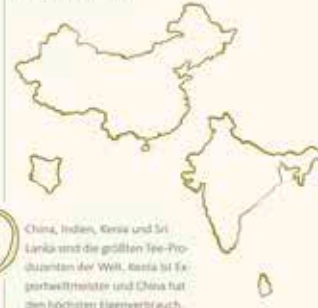 China, Indien, Kenia und Sri
Lanka sind die größten Tee-Pro-
duzenten der Welt. Kenia ist Ex-
portweltmeister und China hat
den höchsten Eigenverbrauch.